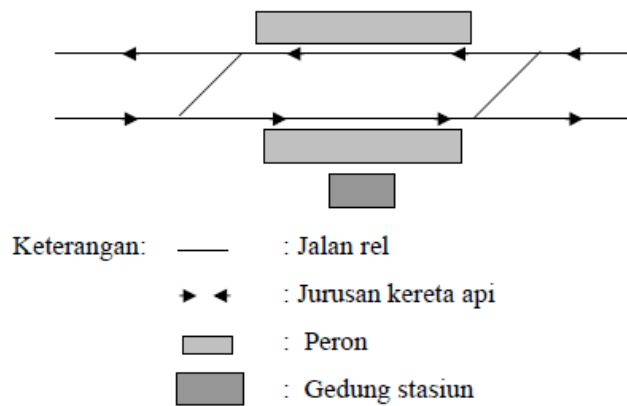 Keterangan: : Jalan rel
: Jurusan kereta api
: Peron
: Gedung stasiun